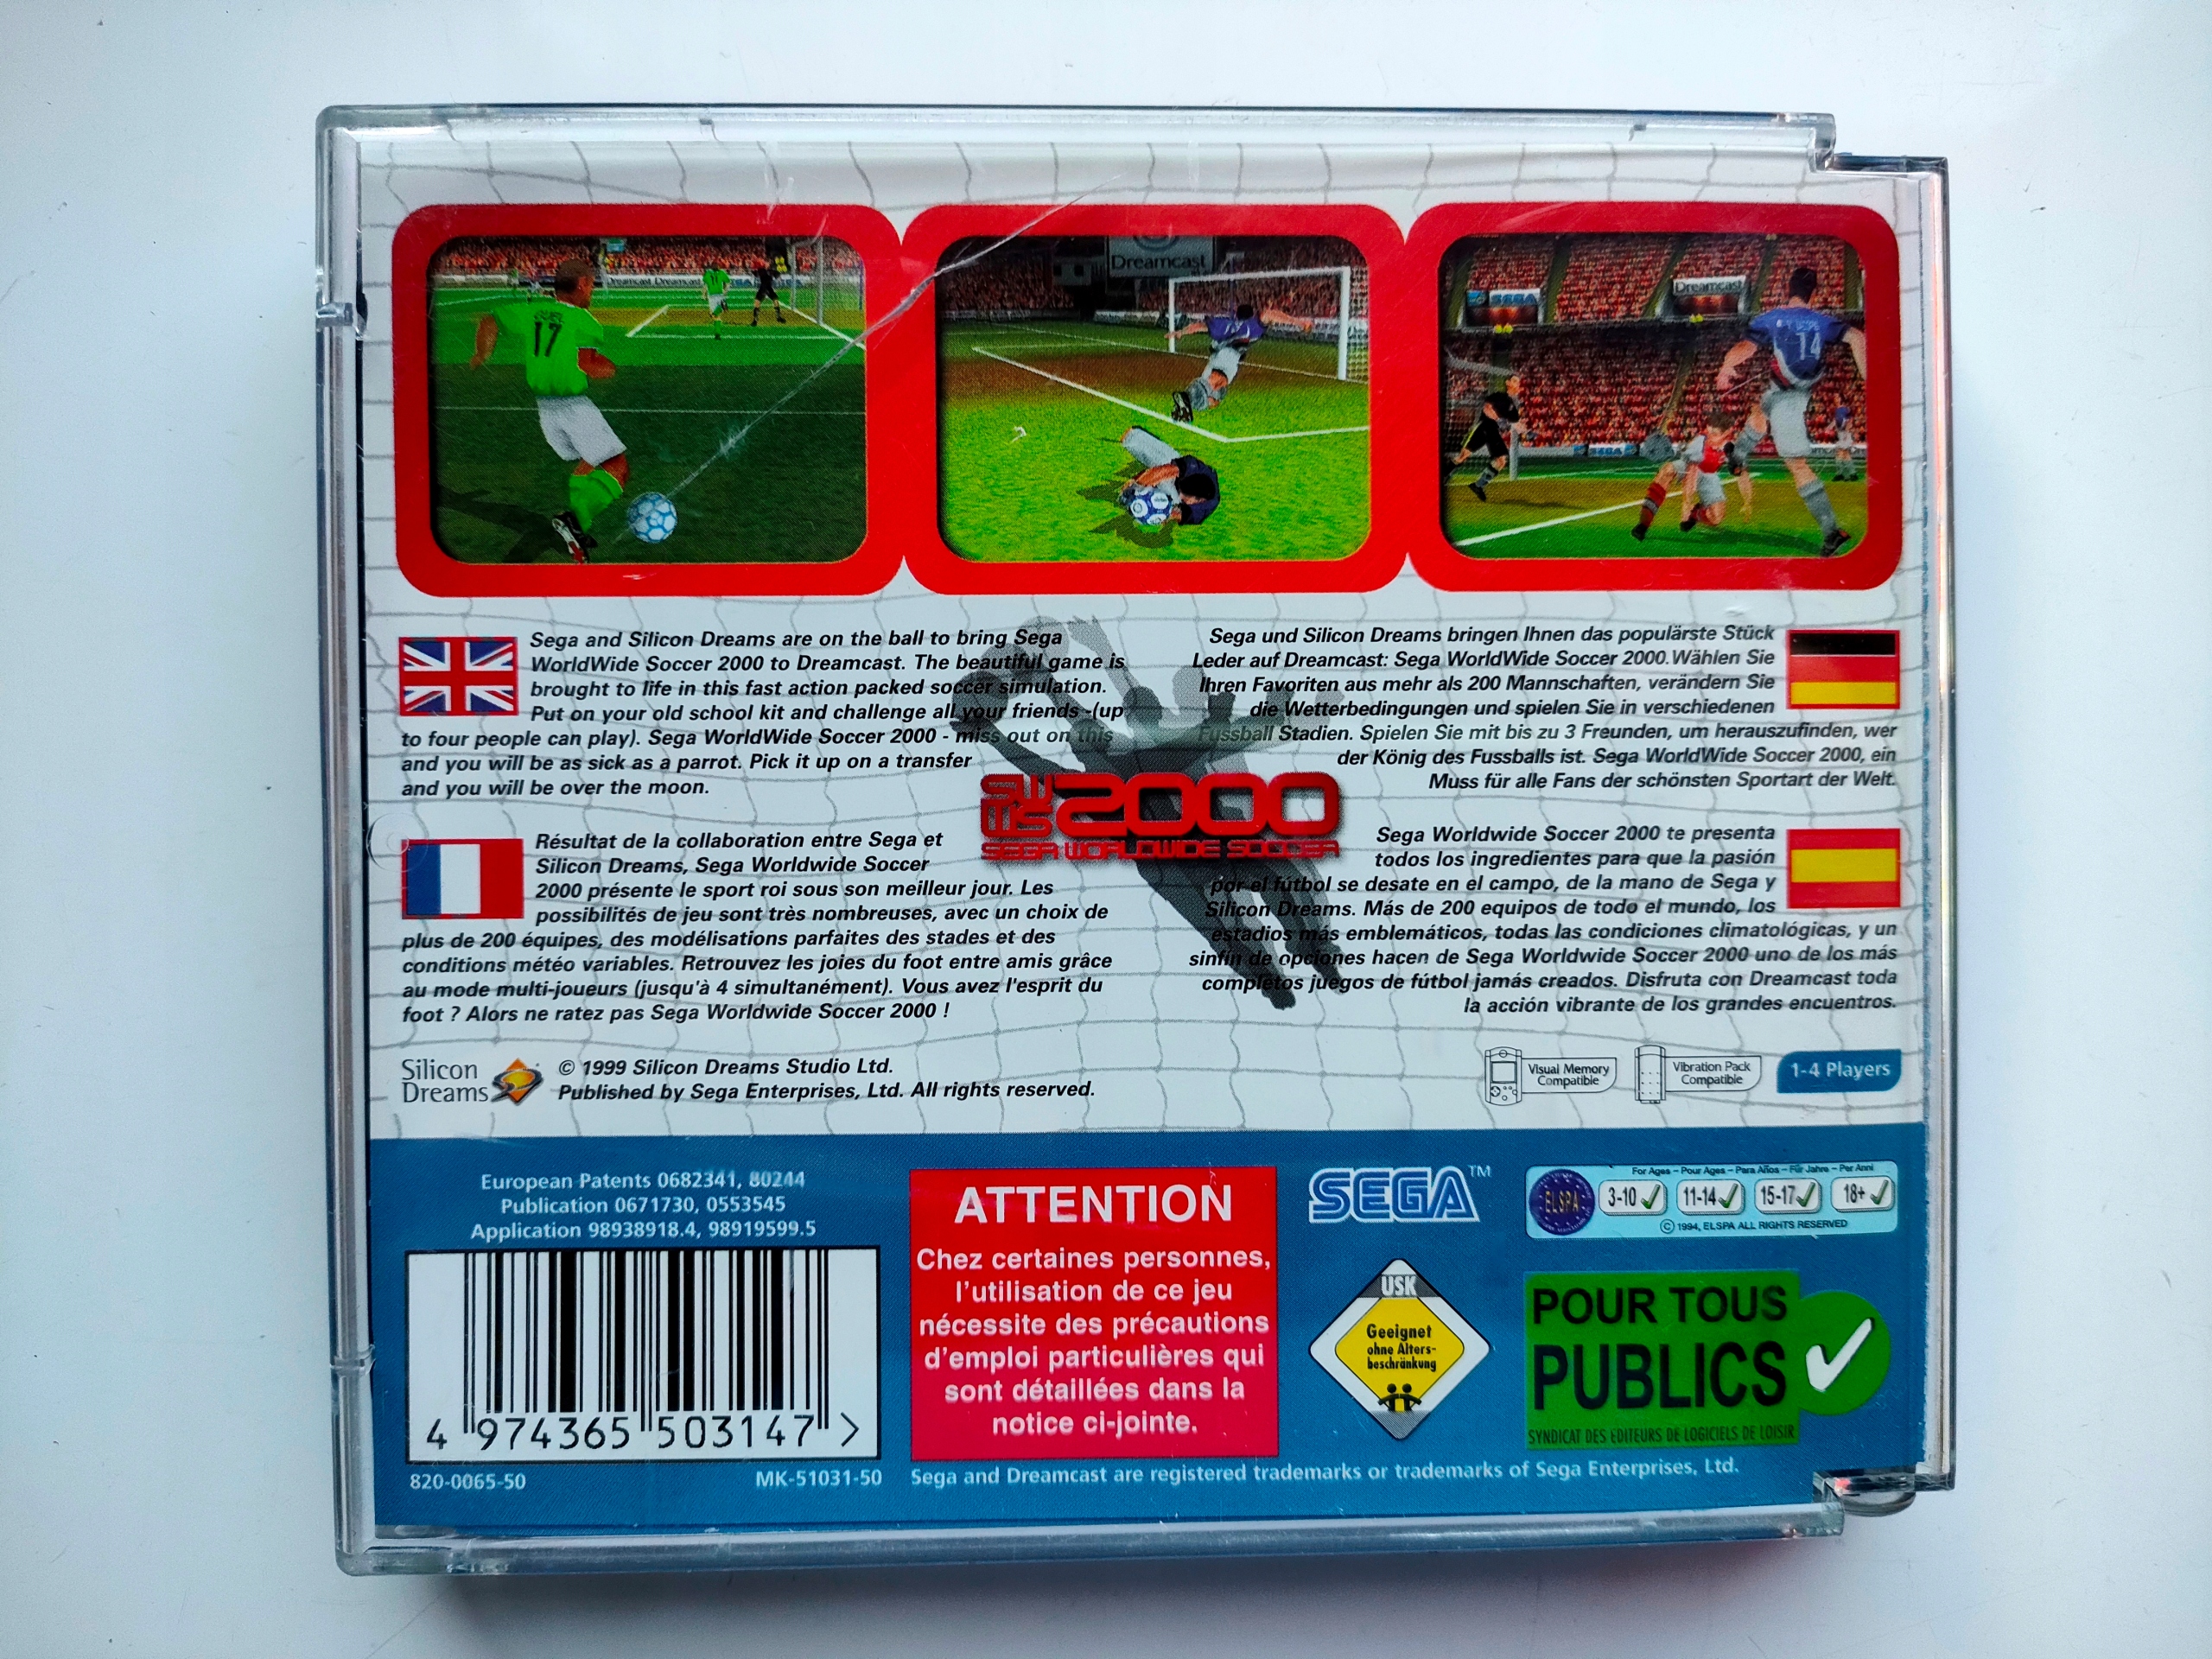 17
Dreamcast Dreamcast
Dreamcast
SEGA
Dreamcast
14
SEGA
Sega and Silicon Dreams are on the ball to bring Sega
WorldWide Soccer 2000 to Dreamcast. The beautiful game is
brought to life in this fast action packed soccer simulation.
Put on your old school kit and challenge all your friends -(up
to four people can play). Sega WorldWide Soccer 2000 - miss out on this
and you will be as sick as a parrot. Pick it up on a transfer
and you will be over the moon.
Sega und Silicon Dreams bringen Ihnen das populärste Stück
Leder auf Dreamcast: Sega WorldWide Soccer 2000. Wählen Sie
Ihren Favoriten aus mehr als 200 Mannschaften, verändern Sie
die Wetterbedingungen und spielen Sie in verschiedenen
Fussball Stadien. Spielen Sie mit bis zu 3 Freunden, um herauszufinden, wer
der König des Fussballs ist. Sega WorldWide Soccer 2000, ein
Muss für alle Fans der schönsten Sportart der Welt.
SWWS 2000
SEGA WORLDWIDE SOCCER
Résultat de la collaboration entre Sega et
Silicon Dreams, Sega Worldwide Soccer
2000 présente le sport roi sous son meilleur jour. Les
possibilités de jeu sont très nombreuses, avec un choix de
plus de 200 équipes, des modélisations parfaites des stades et des
conditions météo variables. Retrouvez les joies du foot entre amis grâce
au mode multi-joueurs (jusqu'à 4 simultanément). Vous avez l'esprit du
foot ? Alors ne ratez pas Sega Worldwide Soccer 2000 !
Sega Worldwide Soccer 2000 te presenta
todos los ingredientes para que la pasión
por el fútbol se desate en el campo, de la mano de Sega y
Silicon Dreams. Más de 200 equipos de todo el mundo, los
estadios más emblemáticos, todas las condiciones climatológicas, y un
sinfín de opciones hacen de Sega Worldwide Soccer 2000 uno de los más
completos juegos de fútbol jamás creados. Disfruta con Dreamcast toda
la acción vibrante de los grandes encuentros.
Silicon
Dreams
© 1999 Silicon Dreams Studio Ltd.
Published by Sega Enterprises, Ltd. All rights reserved.
Visual Memory
Compatible
Vibration Pack
Compatible
1-4 Players
European Patents 0682341, 80244
Publication 0671730, 0553545
Application 98938918.4, 98919599.5
4 974365 503147 >
820-0065-50
MK-51031-50
ATTENTION
Chez certaines personnes,
l'utilisation de ce jeu
nécessite des précautions
d'emploi particulières qui
sont détaillées dans la
notice ci-jointe.
SEGA™
USK
Geeignet
ohne Alters-
beschränkung
For Ages – Pour Ages – Para Años – Für Jahre – Per Anni
ELSPA
3-10 11-14 15-17 18+
© 1994, ELSPA ALL RIGHTS RESERVED
POUR TOUS
PUBLICS
SYNDICAT DES EDITEURS DE LOGICIELS DE LOISIR
Sega and Dreamcast are registered trademarks or trademarks of Sega Enterprises, Ltd.